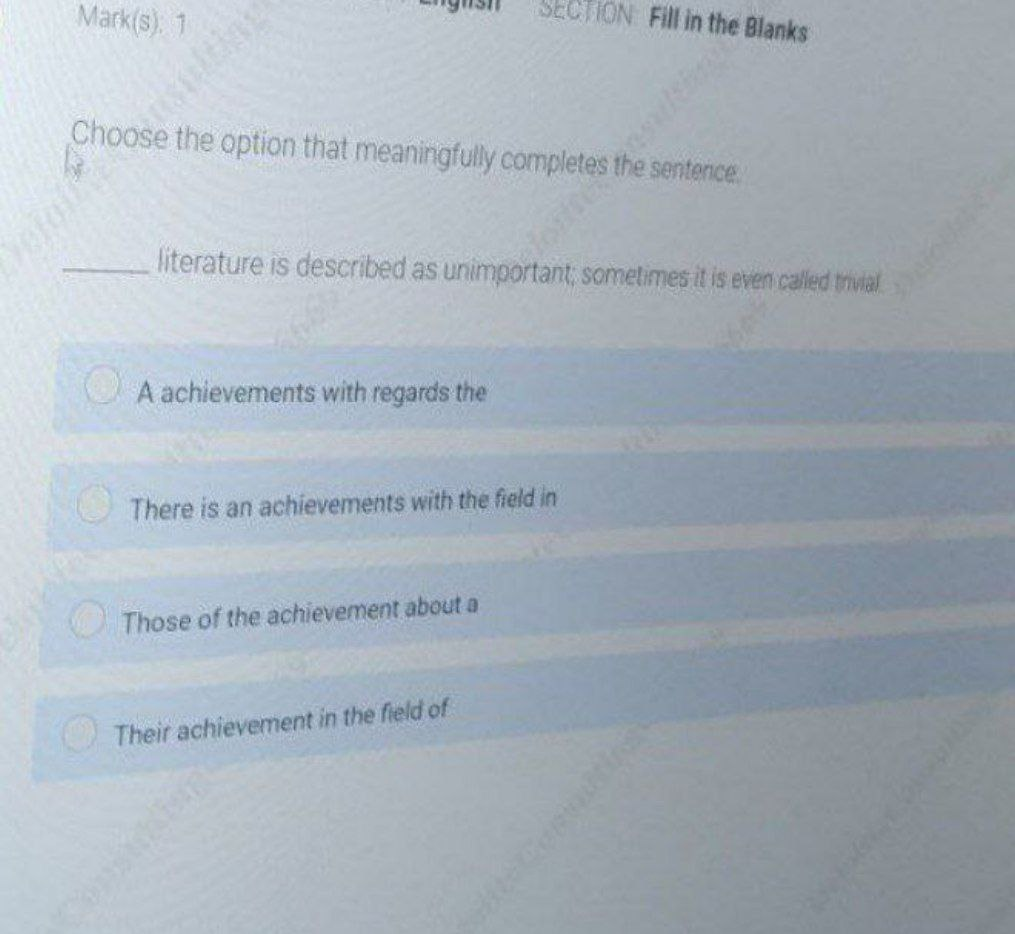 Mark(s): 1
SECTION Fill in the Blanks
Choose the option that meaningfully completes the sentence.
______ literature is described as unimportant; sometimes it is even called trivial.
A achievements with regards the
There is an achievements with the field in
Those of the achievement about a
Their achievement in the field of